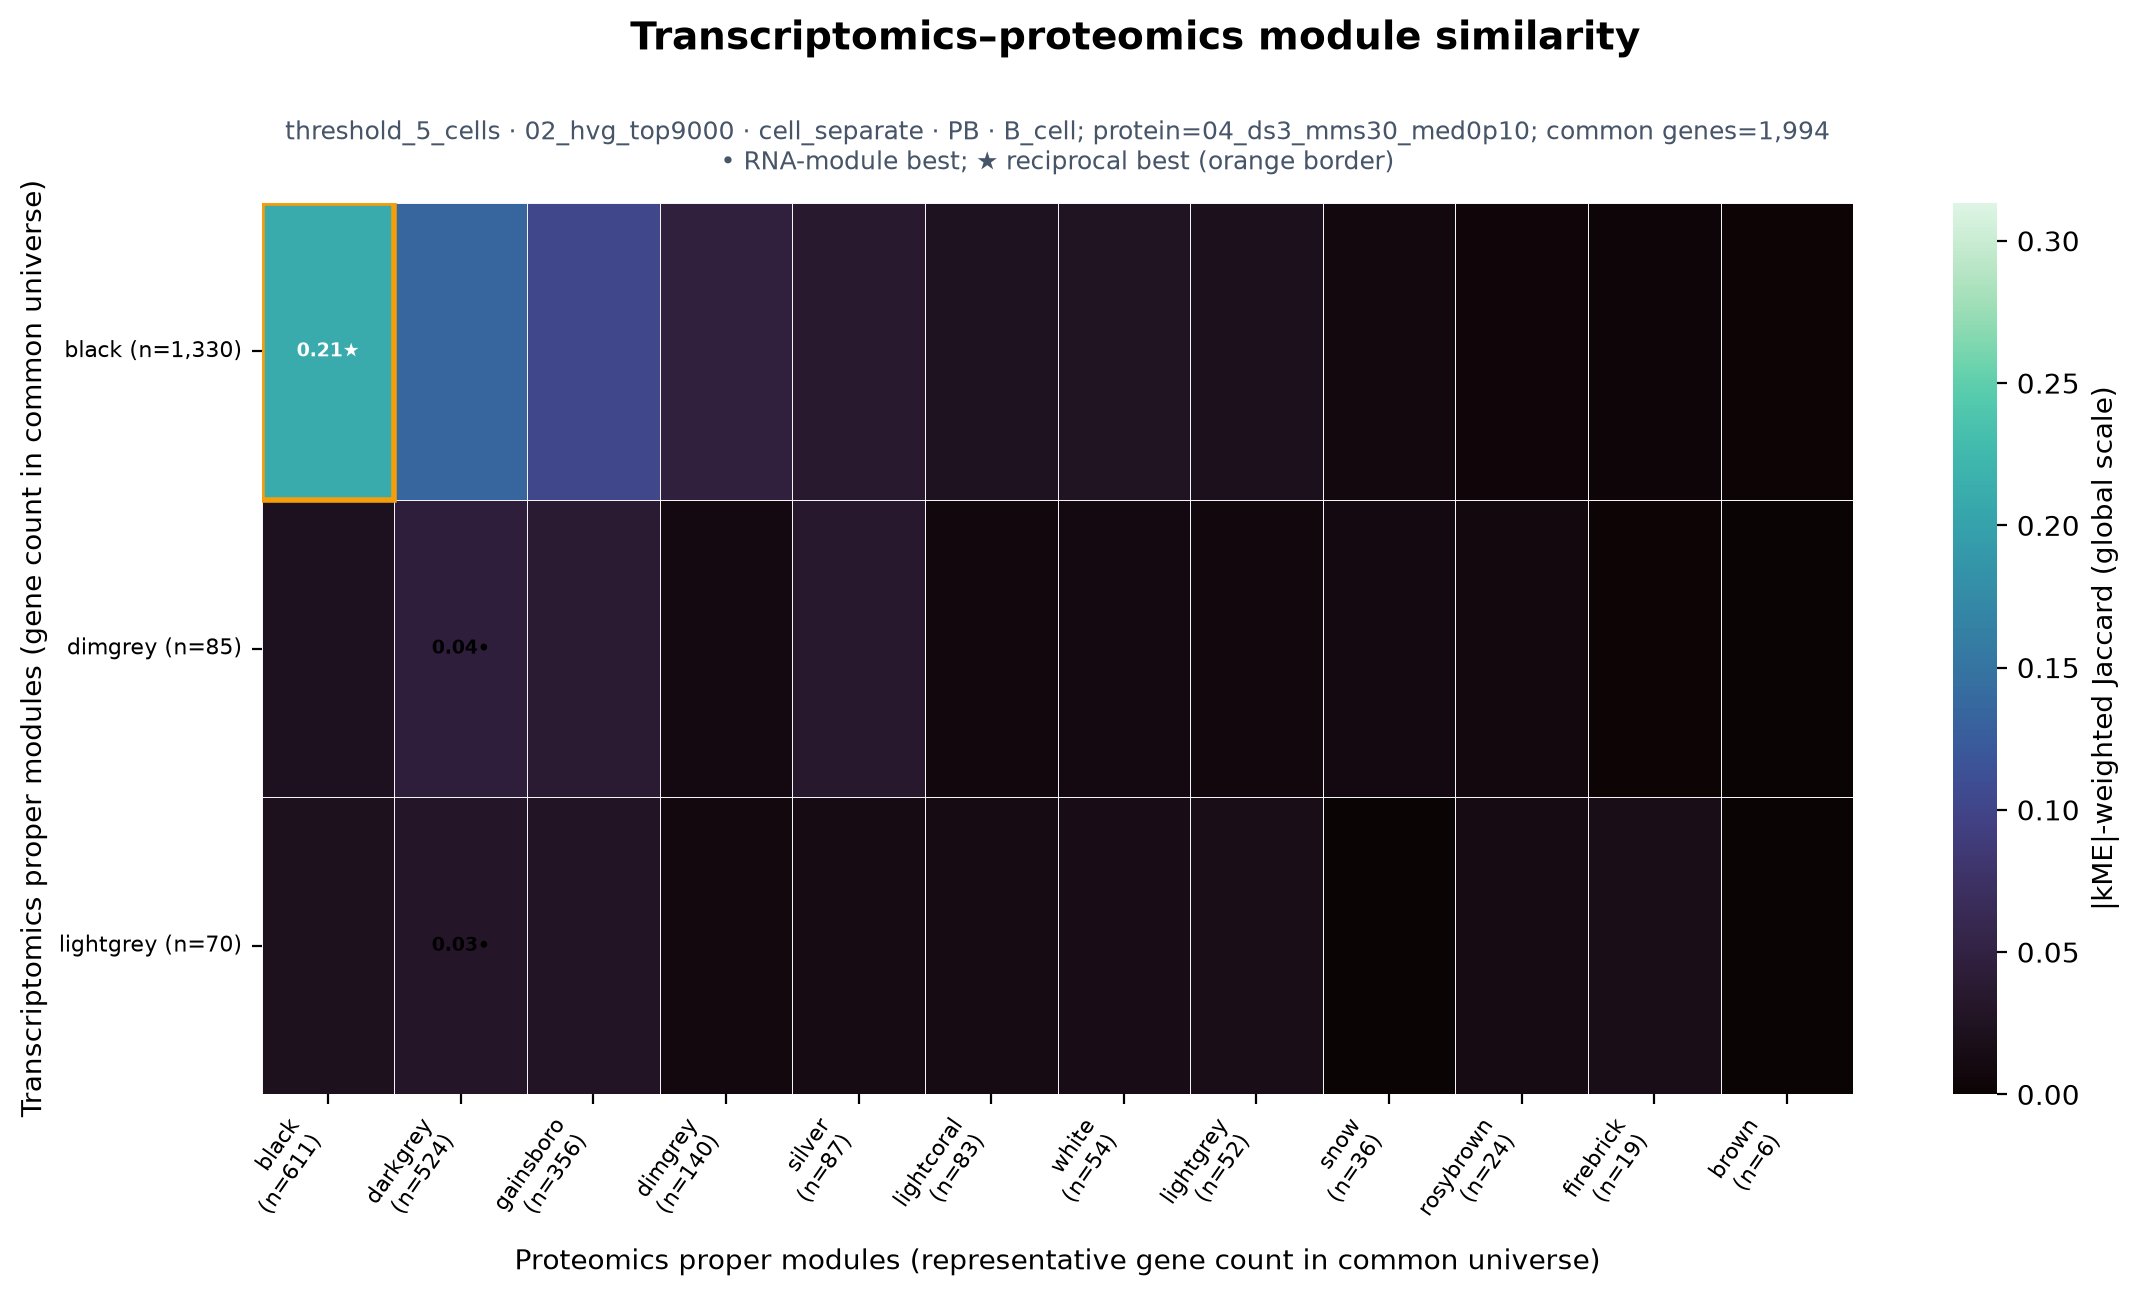 Transcriptomics–proteomics module similarity
threshold_5_cells · 02_hvg_top9000 · cell_separate · PB · B_cell; protein=04_ds3_mms30_med0p10; common genes=1,994
• RNA-module best; ★ reciprocal best (orange border)
Transcriptomics proper modules (gene count in common universe)
black (n=1,330)
dimgrey (n=85)
lightgrey (n=70)
0.21★
0.04•
0.03•
black
(n=611)
darkgrey
(n=524)
gainsboro
(n=356)
dimgrey
(n=140)
silver
(n=87)
lightcoral
(n=83)
white
(n=54)
lightgrey
(n=52)
snow
(n=36)
rosybrown
(n=24)
firebrick
(n=19)
brown
(n=6)
Proteomics proper modules (representative gene count in common universe)
0.30
0.25
0.20
0.15
0.10
0.05
0.00
|kME|-weighted Jaccard (global scale)